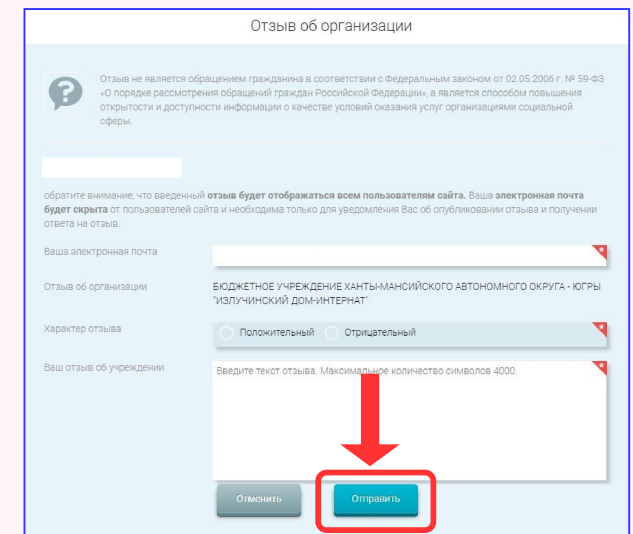 Отзыв об организации
Отзыв не является обращением гражданина в соответствии с Федеральным законом от 02.05.2006 г. № 59-ФЗ
«О порядке рассмотрения обращений граждан Российской Федерации», а является способом повышения
открытости и доступности информации о качестве условий оказания услуг организациями социальной
сферы.
обратите внимание, что введенный отзыв будет отображаться всем пользователям сайта. Ваша электронная почта
будет скрыта от пользователей сайта и необходима только для уведомления Вас об опубликовании отзыва и получении
ответа на отзыв.
Ваша электронная почта
Отзыв об организации
БЮДЖЕТНОЕ УЧРЕЖДЕНИЕ ХАНТЫ-МАНСИЙСКОГО АВТОНОМНОГО ОКРУГА - ЮГРЫ
"ИЗЛУЧИНСКИЙ ДОМ-ИНТЕРНАТ"
Характер отзыва
Положительный Отрицательный
Ваш отзыв об учреждении
Введите текст отзыва. Максимальное количество символов 4000.
Отменить Отправить